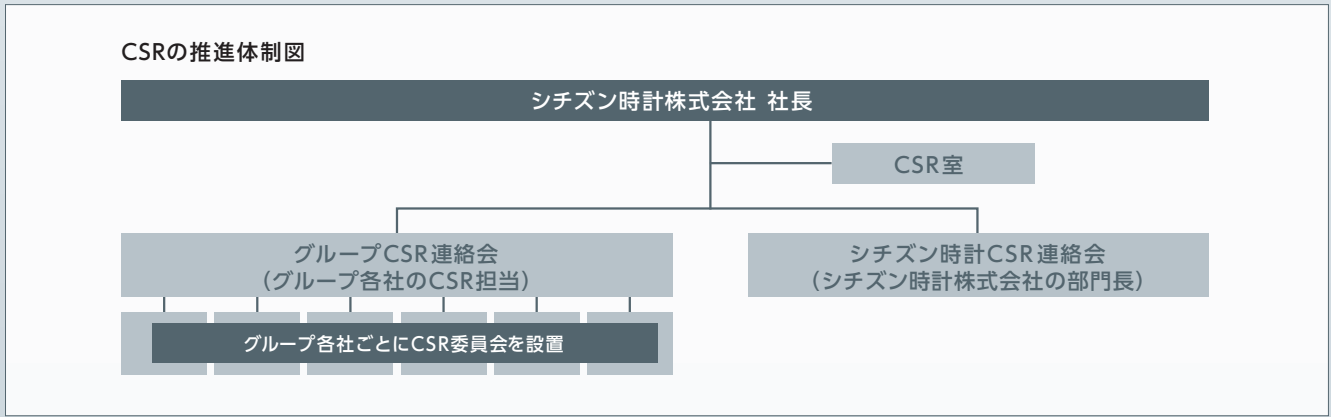 CSRの推進体制図
シチズン時計株式会社 社長
CSR室
グループCSR連絡会
（グループ各社のCSR担当）
シチズン時計CSR連絡会
（シチズン時計株式会社の部門長）
グループ各社ごとにCSR委員会を設置